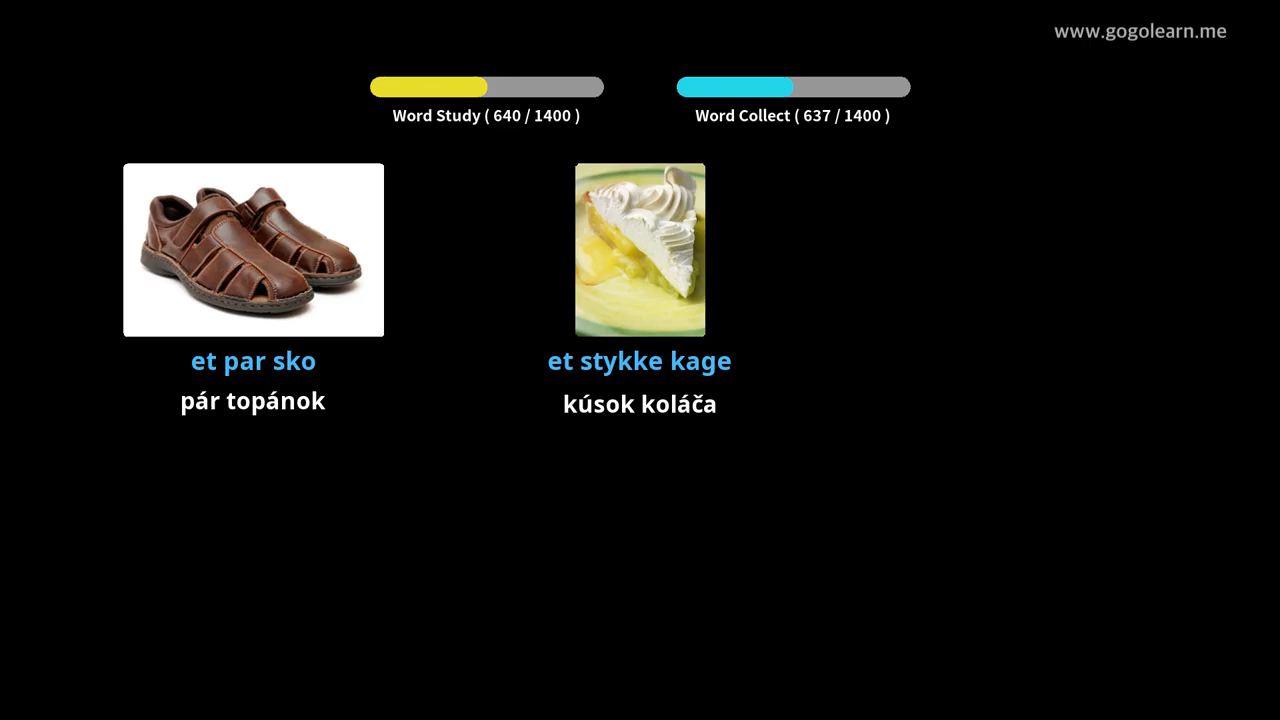 www.gogolearn.me
Word Study ( 640 / 1400 )
Word Collect ( 637 / 1400 )
et par sko
pár topánok
et stykke kage
kúsok koláča